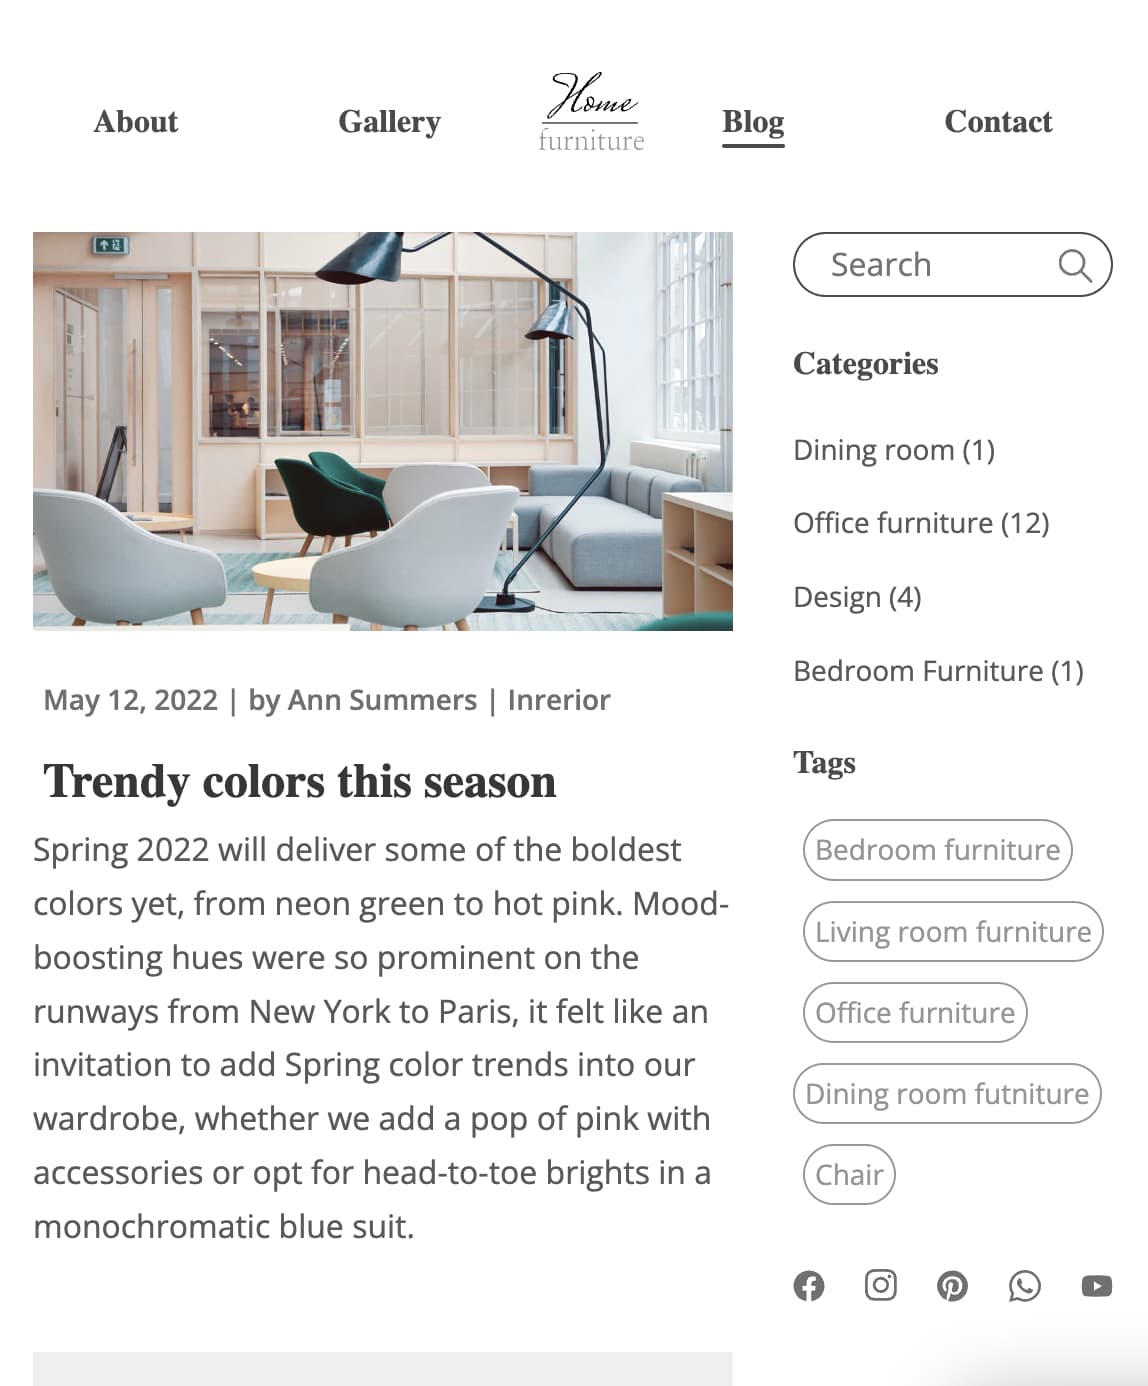 About
Gallery
Home
furniture
Blog
Contact
May 12, 2022 | by Ann Summers | Inrerior
Trendy colors this season
Spring 2022 will deliver some of the boldest
colors yet, from neon green to hot pink. Mood-
boosting hues were so prominent on the
runways from New York to Paris, it felt like an
invitation to add Spring color trends into our
wardrobe, whether we add a pop of pink with
accessories or opt for head-to-toe brights in a
monochromatic blue suit.
Search
Categories
Dining room (1)
Office furniture (12)
Design (4)
Bedroom Furniture (1)
Tags
Bedroom furniture
Living room furniture
Office furniture
Dining room futniture
Chair